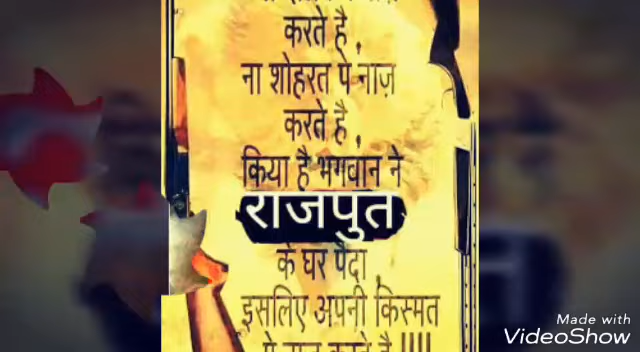 करते है ,
ना शोहरत पे नाज़
करते है ,
किया है भगवान ने
राजपुत
के घर पैदा ,
इसलिए अपनी किस्मत
Made with
VideoShow